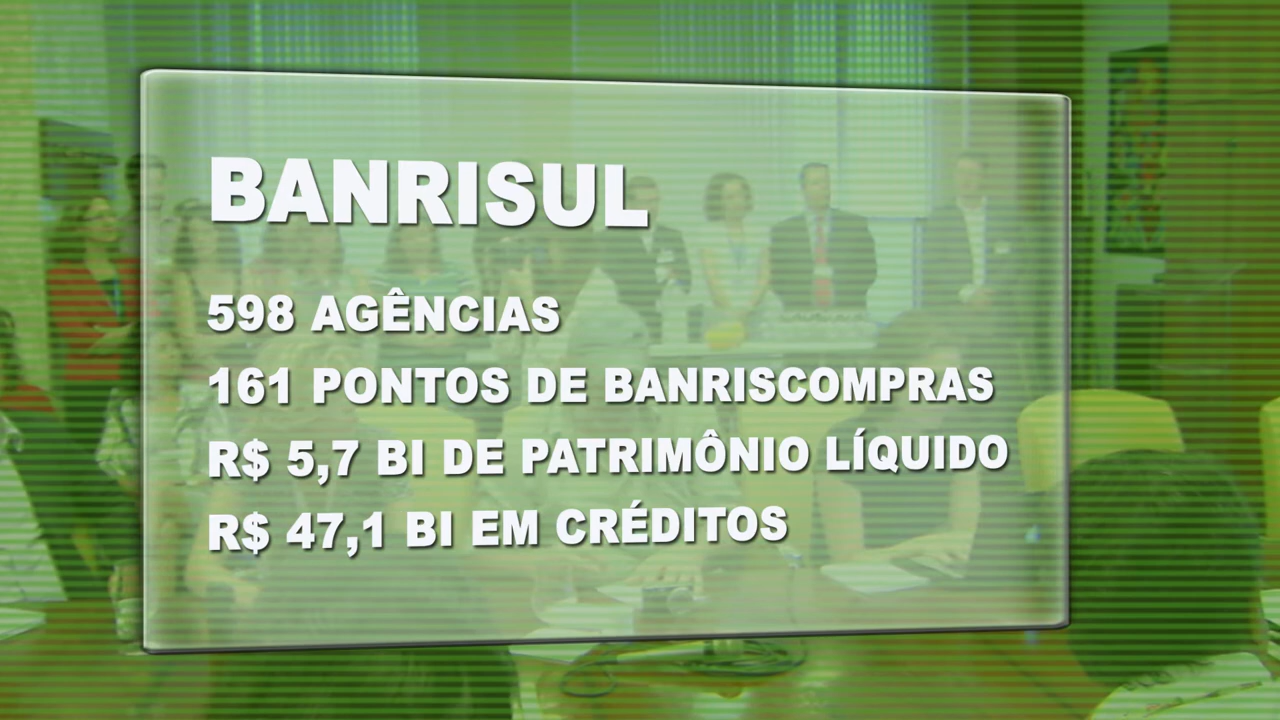 BANRISUL
598 AGÊNCIAS
161 PONTOS DE BANRISCOMPRAS
R$ 5,7 BI DE PATRIMÔNIO LÍQUIDO
R$ 47,1 BI EM CRÉDITOS